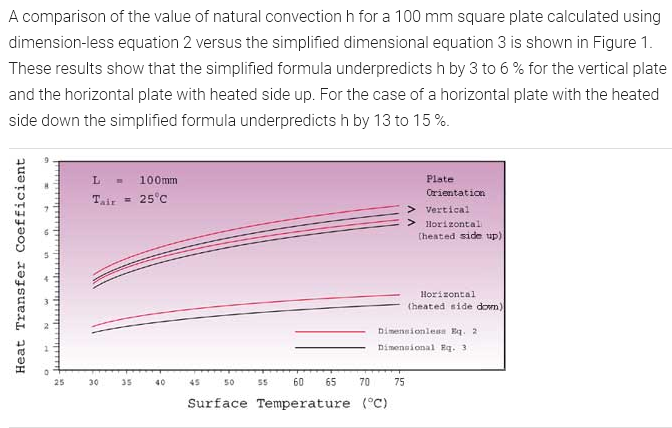 A comparison of the value of natural convection h for a 100 mm square plate calculated using
dimension-less equation 2 versus the simplified dimensional equation 3 is shown in Figure 1.
These results show that the simplified formula underpredicts h by 3 to 6 % for the vertical plate
and the horizontal plate with heated side up. For the case of a horizontal plate with the heated
side down the simplified formula underpredicts h by 13 to 15 %.
Heat Transfer Coefficient
9
8
7
6
5
4
3
2
1
0
L = 100mm
Tair = 25°C
Plate
Orientation
> Vertical
> Horizontal
(heated side up)
Horizontal
(heated side down)
Dimensionless Eq. 2
Dimensional Eq. 3
25 30 35 40 45 50 55 60 65 70 75
Surface Temperature (°C)